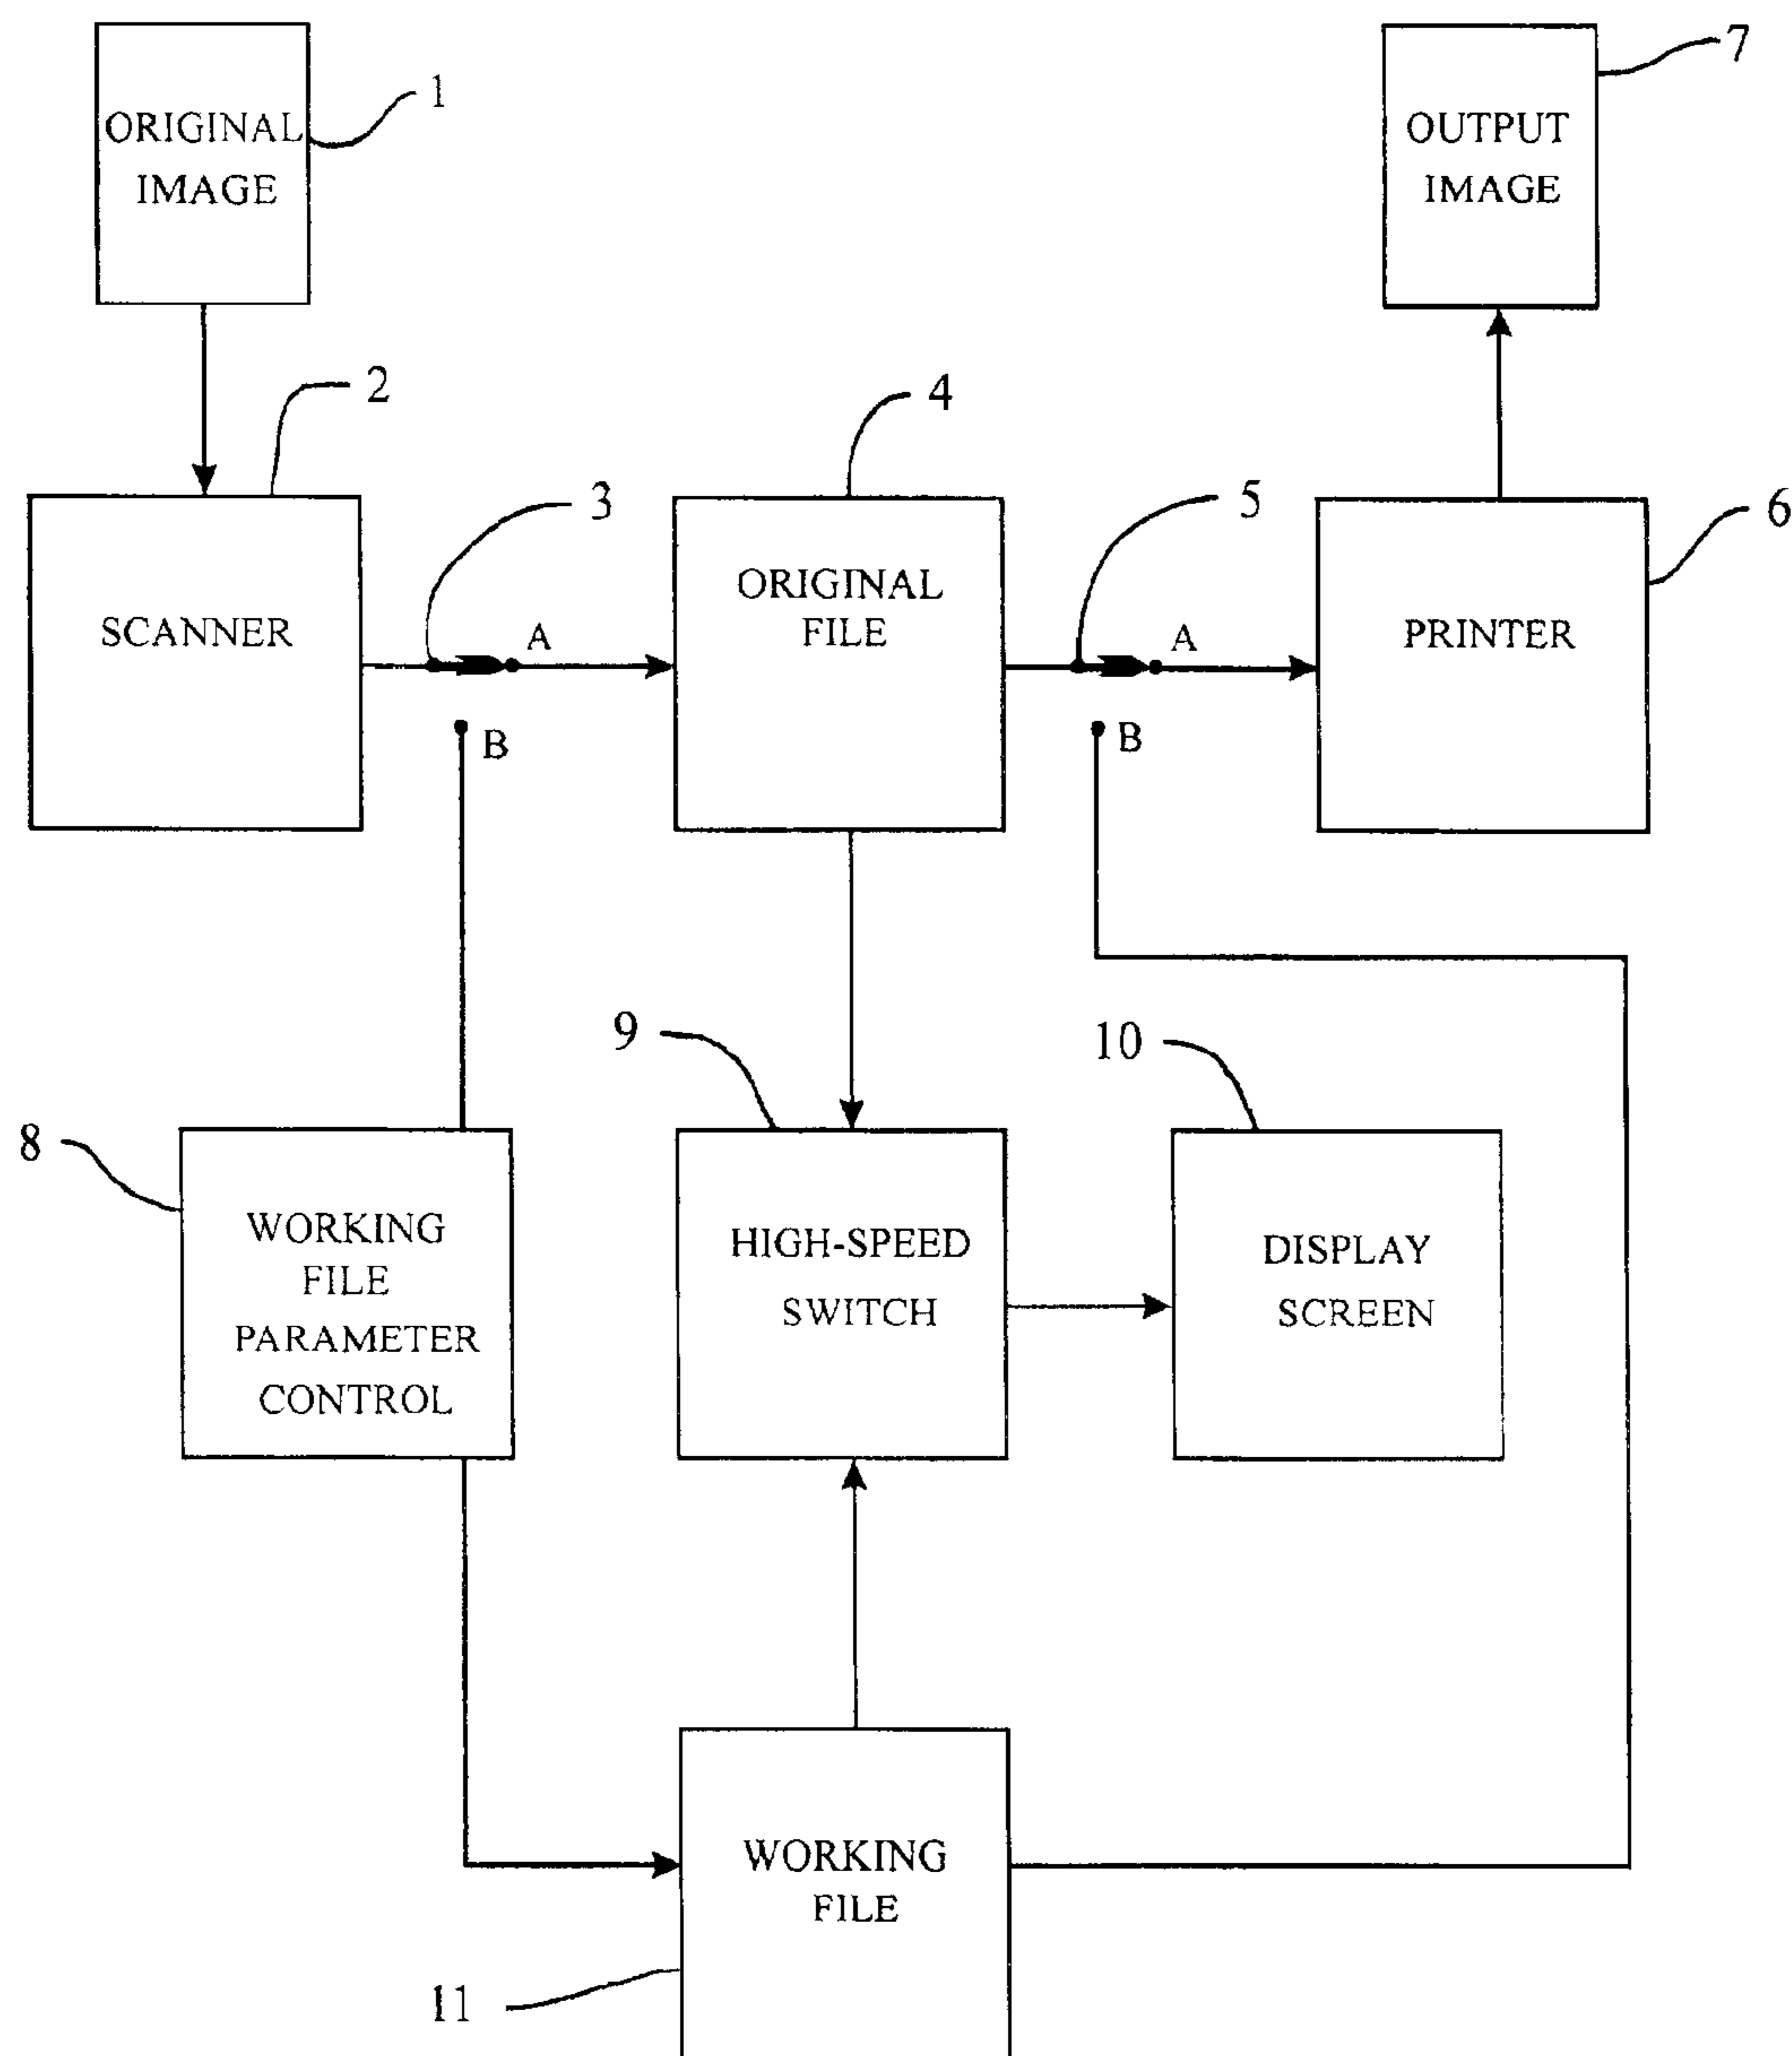 ORIGINAL
IMAGE
1
OUTPUT
IMAGE
7
2
SCANNER
3
A
B
4
ORIGINAL
FILE
5
A
B
6
PRINTER
8
WORKING
FILE
PARAMETER
CONTROL
9
HIGH-SPEED
SWITCH
10
DISPLAY
SCREEN
WORKING
FILE
11